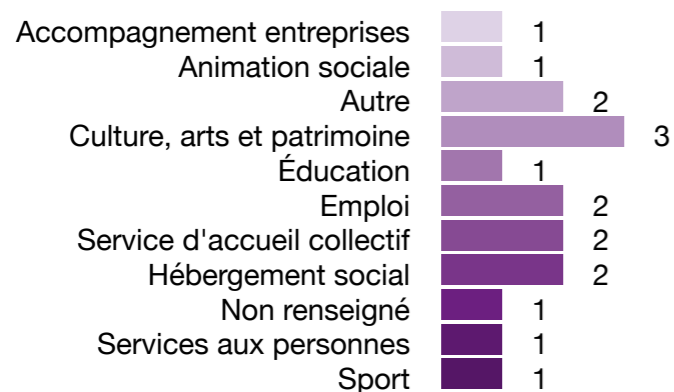 Accompagnement entreprises 1
Animation sociale 1
Autre 2
Culture, arts et patrimoine 3
Éducation 1
Emploi 2
Service d'accueil collectif 2
Hébergement social 2
Non renseigné 1
Services aux personnes 1
Sport 1